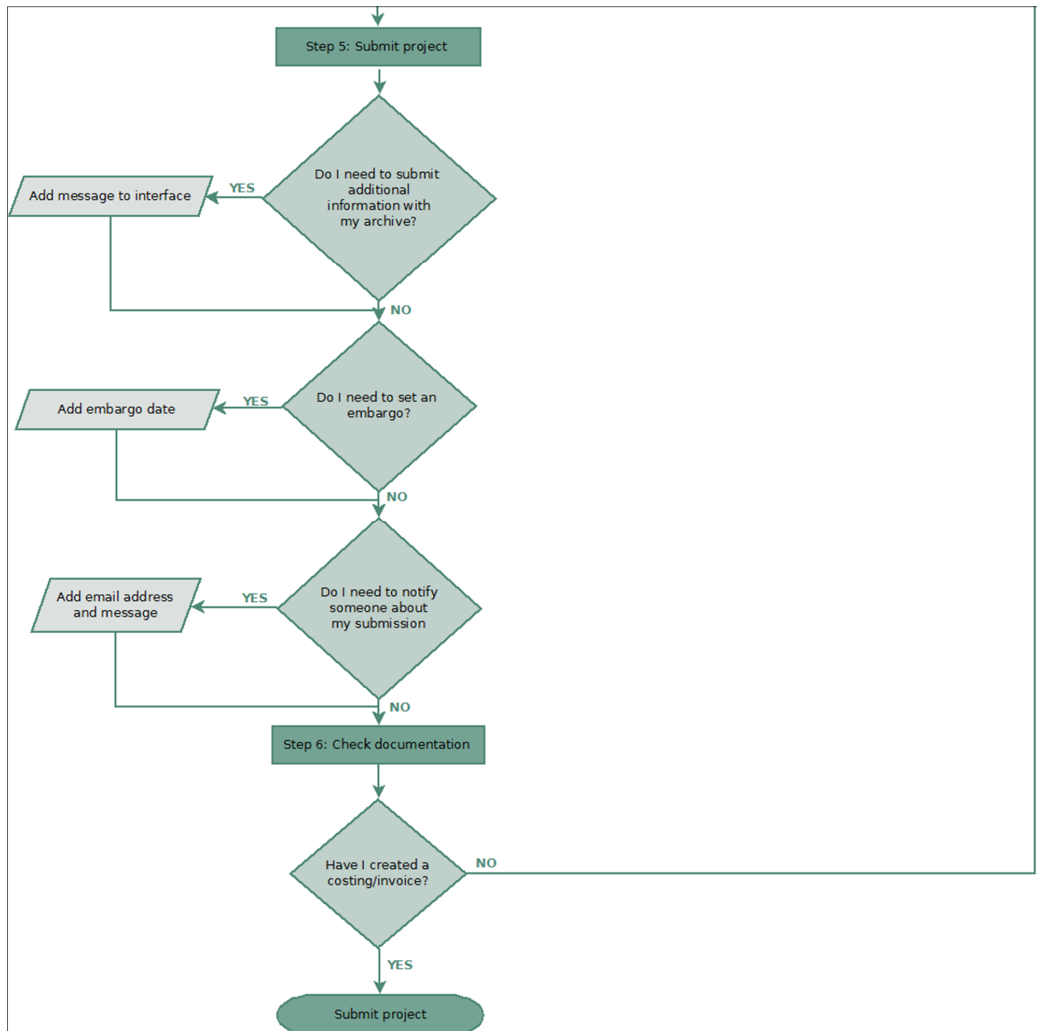 Step 5: Submit project
Do I need to submit
additional
information with
my archive?
YES
Add message to interface
NO
Do I need to set an
embargo?
YES
Add embargo date
NO
Do I need to notify
someone about
my submission
YES
Add email address
and message
NO
Step 6: Check documentation
Have I created a
costing/invoice?
NO
YES
Submit project